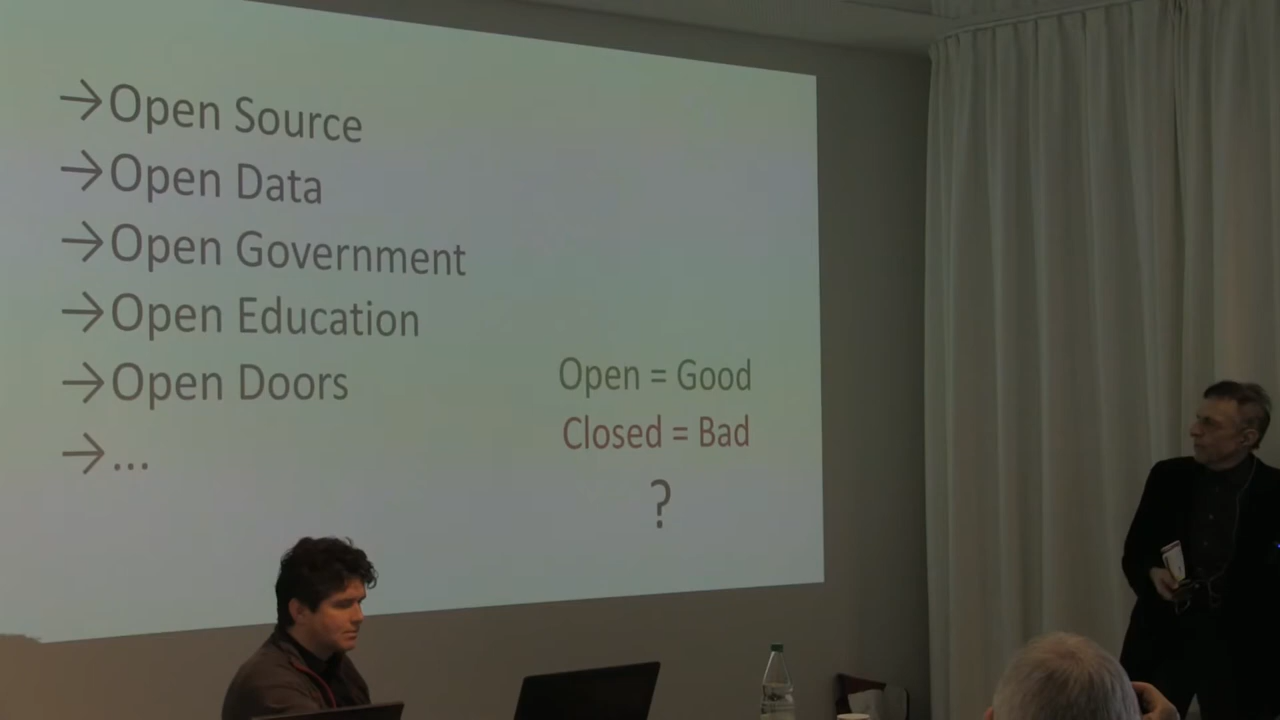 →Open Source
→Open Data
→Open Government
→Open Education
→Open Doors
→...
Open = Good
Closed = Bad
?